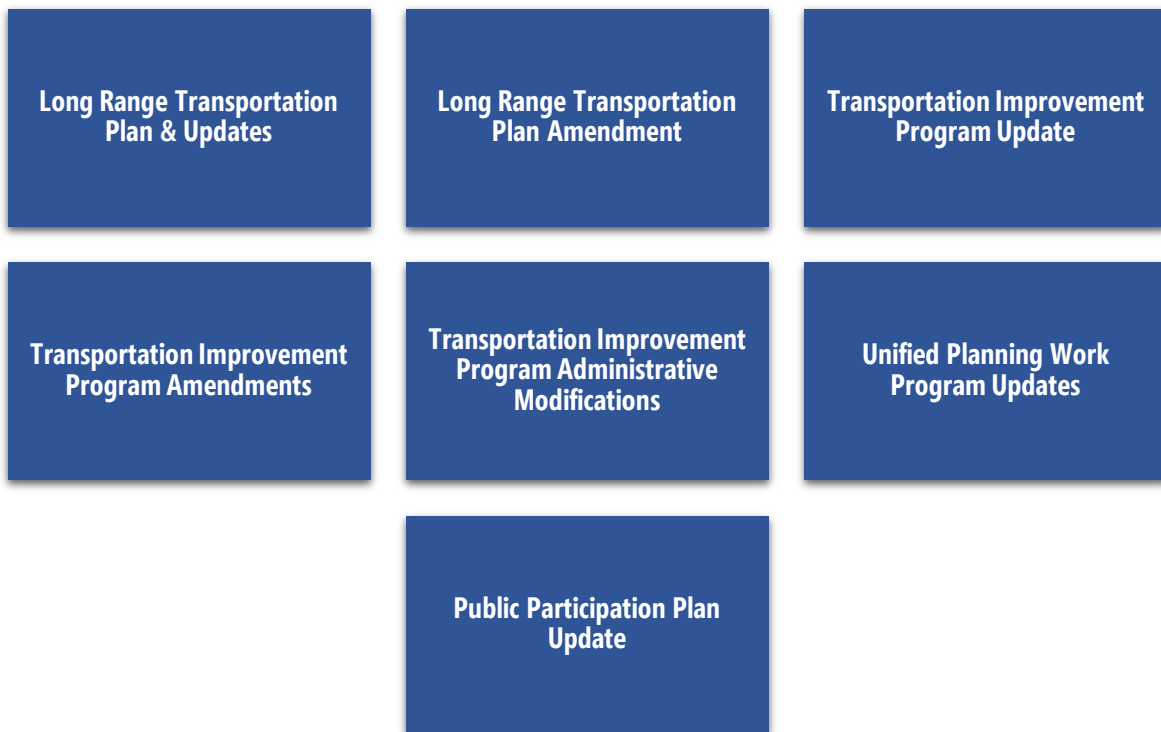 Long Range Transportation
Plan & Updates
Long Range Transportation
Plan Amendment
Transportation Improvement
Program Update
Transportation Improvement
Program Amendments
Transportation Improvement
Program Administrative
Modifications
Unified Planning Work
Program Updates
Public Participation Plan
Update